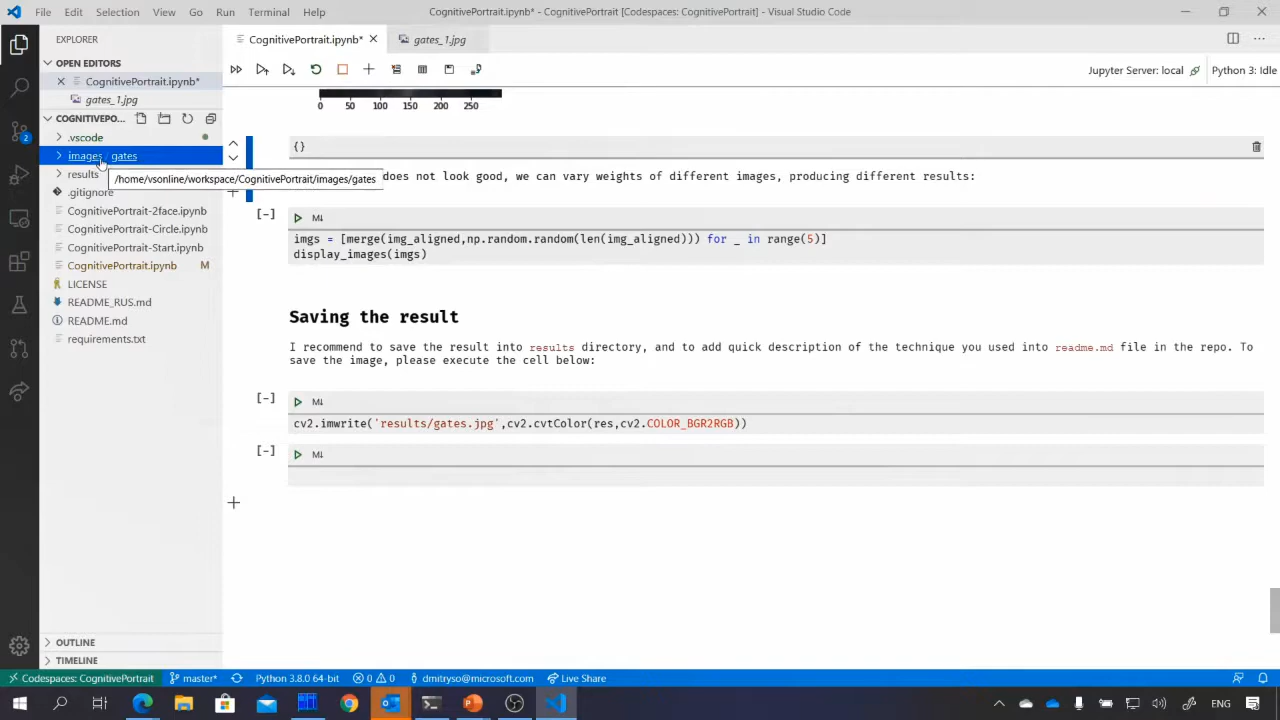 File Edit Selection View Go Run Terminal Help
CognitivePortrait.ipynb* - CognitivePortrait [Codespaces: CognitivePortrait] - Visual Studio Code
EXPLORER
CognitivePortrait.ipynb*
gates_1.jpg
OPEN EDITORS
CognitivePortrait.ipynb*
gates_1.jpg
Jupyter Server: local
Python 3: Idle
COGNITIVEPO...
.vscode
images / gates
results
.gitignore
CognitivePortrait-2face.ipynb
CognitivePortrait-Circle.ipynb
CognitivePortrait-Start.ipynb
CognitivePortrait.ipynb M
LICENSE
README_RUS.md
README.md
requirements.txt
2
/home/vsonline/workspace/CognitivePortrait/images/gates
0 50 100 150 200 250
{}
does not look good, we can vary weights of different images, producing different results:
[-]
M↓
imgs = [merge(img_aligned,np.random.random(len(img_aligned))) for _ in range(5)]
display_images(imgs)
Saving the result
I recommend to save the result into results directory, and to add quick description of the technique you used into readme.md file in the repo. To
save the image, please execute the cell below:
[-]
M↓
cv2.imwrite('results/gates.jpg',cv2.cvtColor(res,cv2.COLOR_BGR2RGB))
[-]
M↓
OUTLINE
TIMELINE
Codespaces: CognitivePortrait master* Python 3.8.0 64-bit 0 0 dmitryso@microsoft.com Live Share
ENG